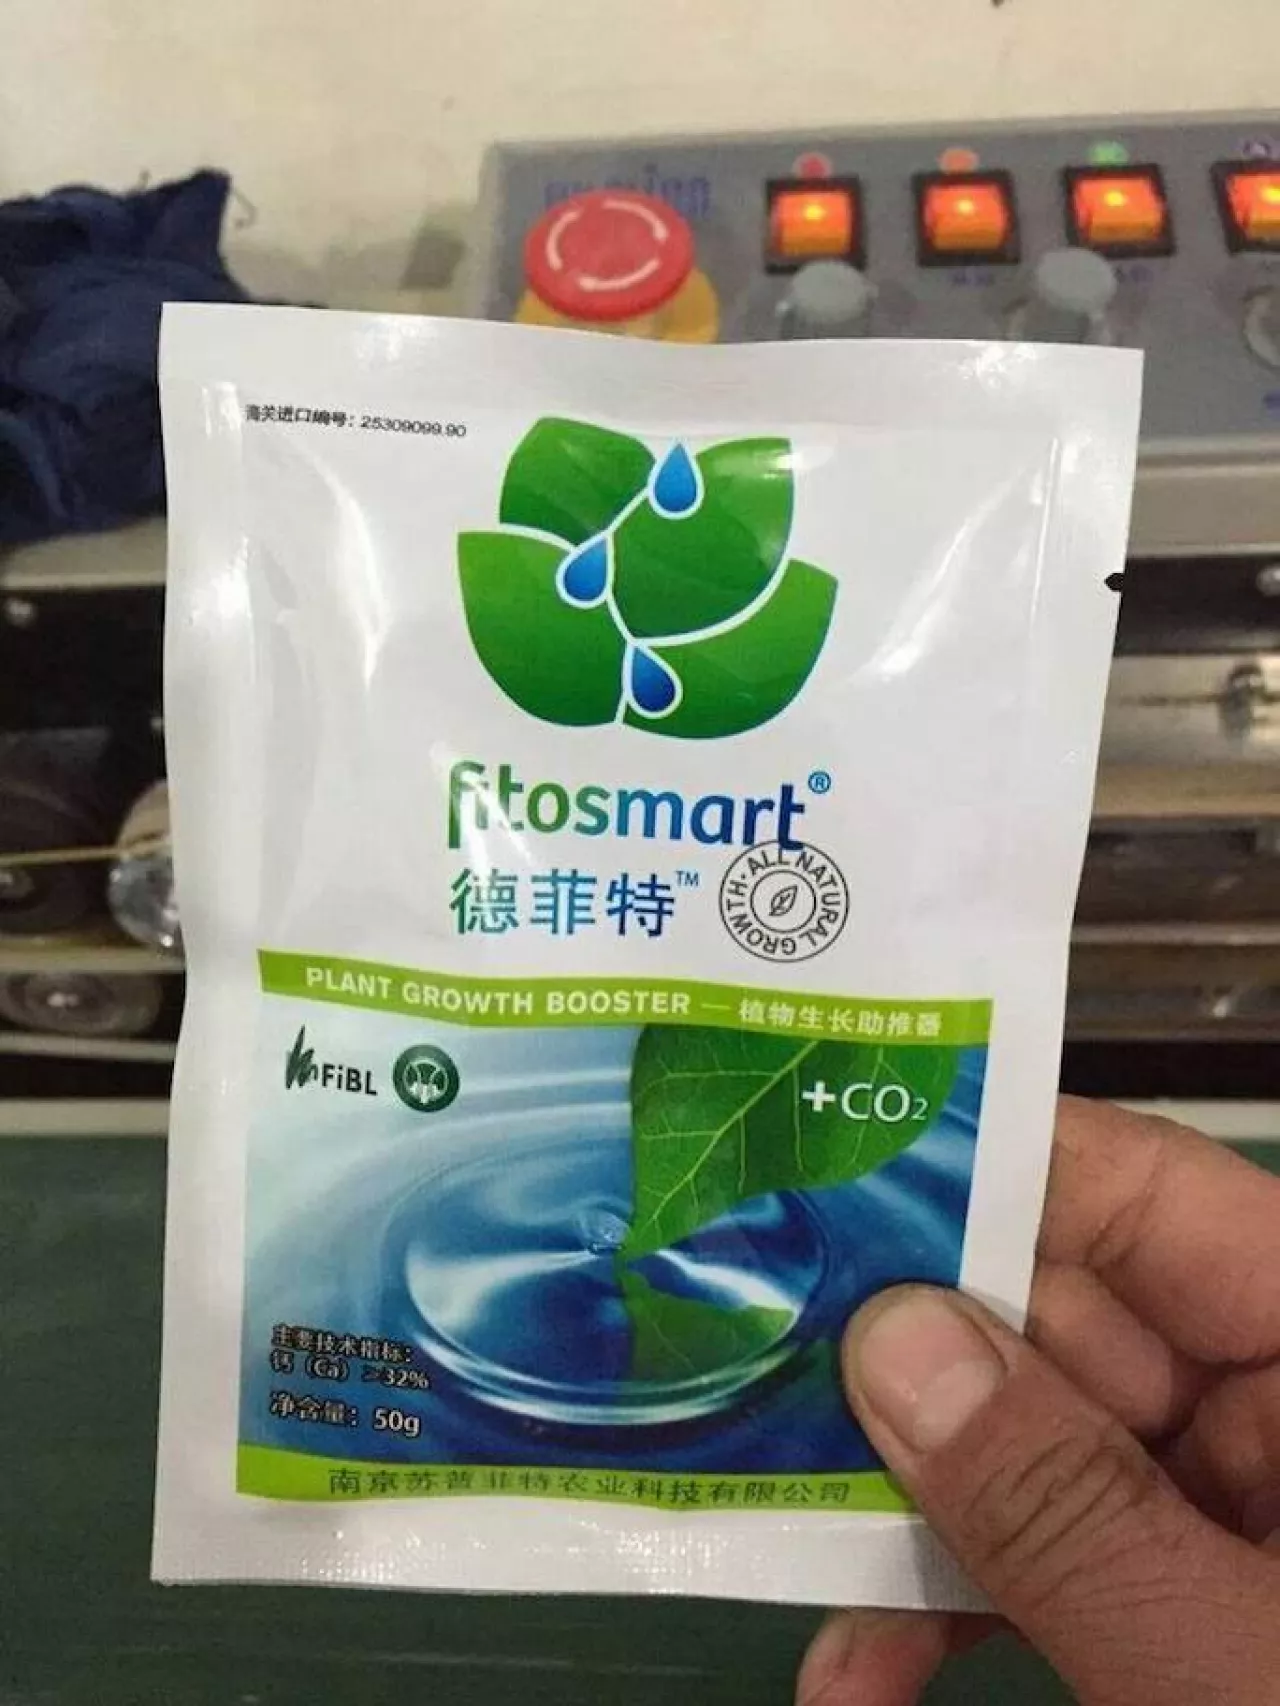 海关进口编号：25309099.90
fitosmart®
德菲特™
·ALL NATURAL GROWTH
PLANT GROWTH BOOSTER — 植物生长助推器
FiBL
+CO₂
主要技术指标：
钙（Ca）>32%
净含量：50g
南京苏普菲特农业科技有限公司